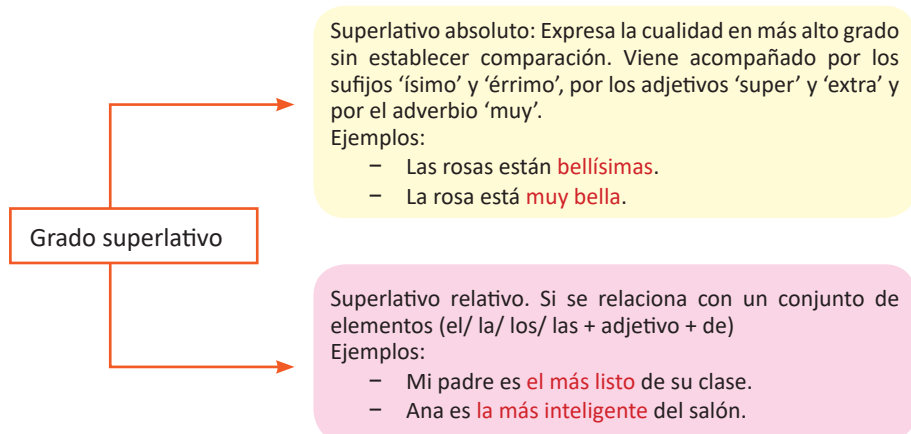 Superlativo absoluto: Expresa la cualidad en más alto grado
sin establecer comparación. Viene acompañado por los
sufijos ‘ísimo’ y ‘érrimo’, por los adjetivos ‘super’ y ‘extra’ y
por el adverbio ‘muy’.
Ejemplos:
– Las rosas están bellísimas.
– La rosa está muy bella.
Grado superlativo
Superlativo relativo. Si se relaciona con un conjunto de
elementos (el/ la/ los/ las + adjetivo + de)
Ejemplos:
– Mi padre es el más listo de su clase.
– Ana es la más inteligente del salón.